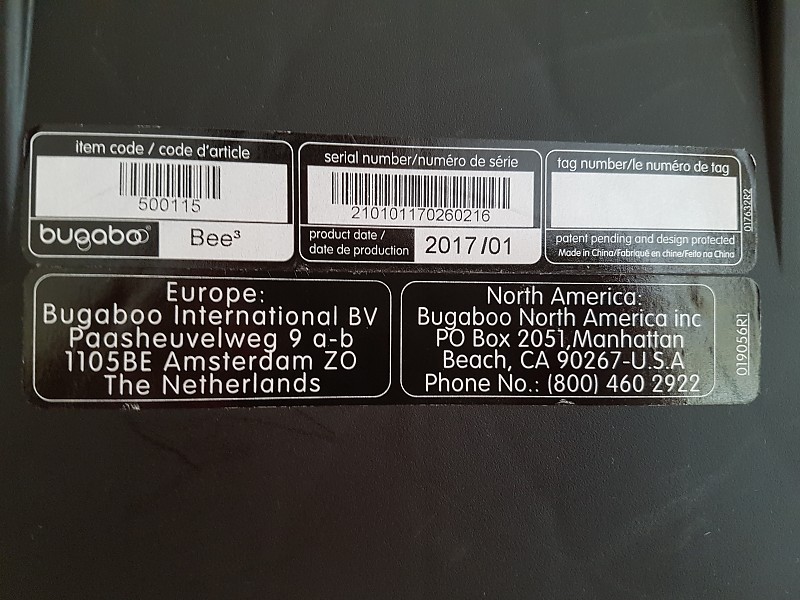 item code / code d'article
500115
bugaboo Bee³
serial number/numéro de série
210101170260216
product date /
date de production
2017/01
tag number/le numéro de tag
patent pending and design protected
Made in China/Fabriqué en chine/Feito na China
017632R2
Europe:
Bugaboo International BV
Paasheuvelweg 9 a-b
1105BE Amsterdam ZO
The Netherlands
North America:
Bugaboo North America inc
PO Box 2051,Manhattan
Beach, CA 90267-U.S.A
Phone No.: (800) 460 2922
019056R1